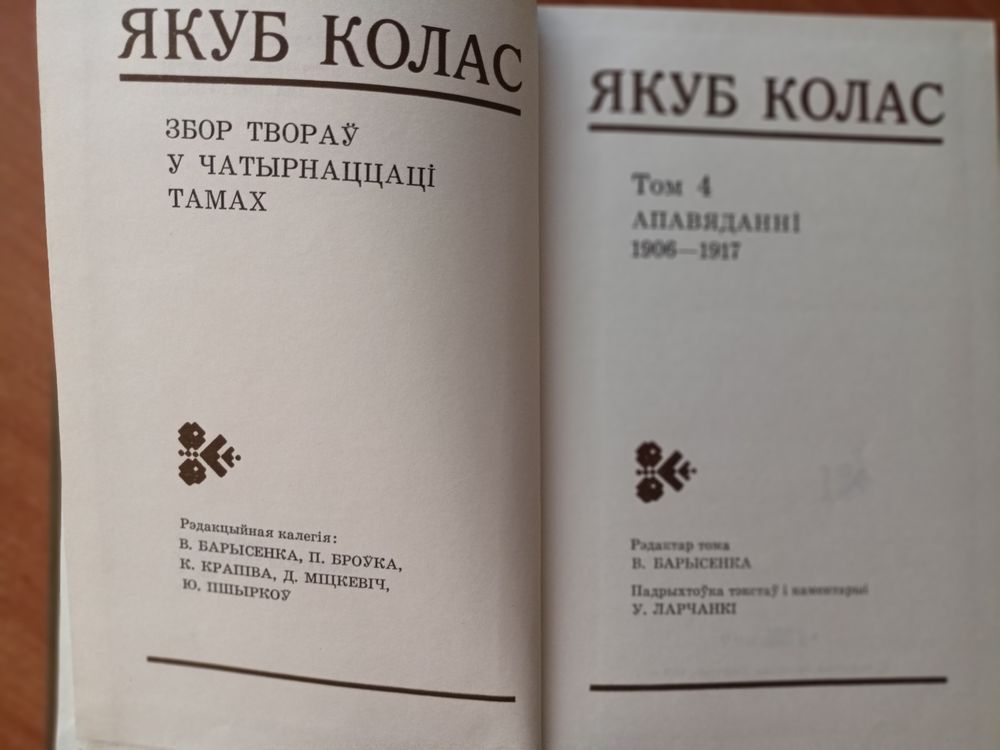 ЯКУБ КОЛАС
ЗБОР ТВОРАЎ
У ЧАТЫРНАЦЦАЦІ
ТАМАХ
Рэдакцыйная калегія:
В. БАРЫСЕНКА, П. БРОЎКА,
К. КРАПІВА, Д. МІЦКЕВІЧ,
Ю. ПШЫРКОЎ
ЯКУБ КОЛАС
Том 4
АПАВЯДАННІ
1906—1917
Рэдактар тома
В. БАРЫСЕНКА
Падрыхтоўка тэкстаў і каментарыі
У. ЛАРЧАНКІ